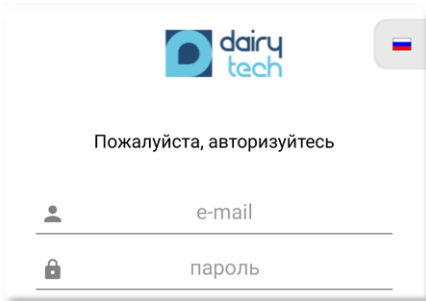 dairy
tech
Пожалуйста, авторизуйтесь
e-mail
пароль